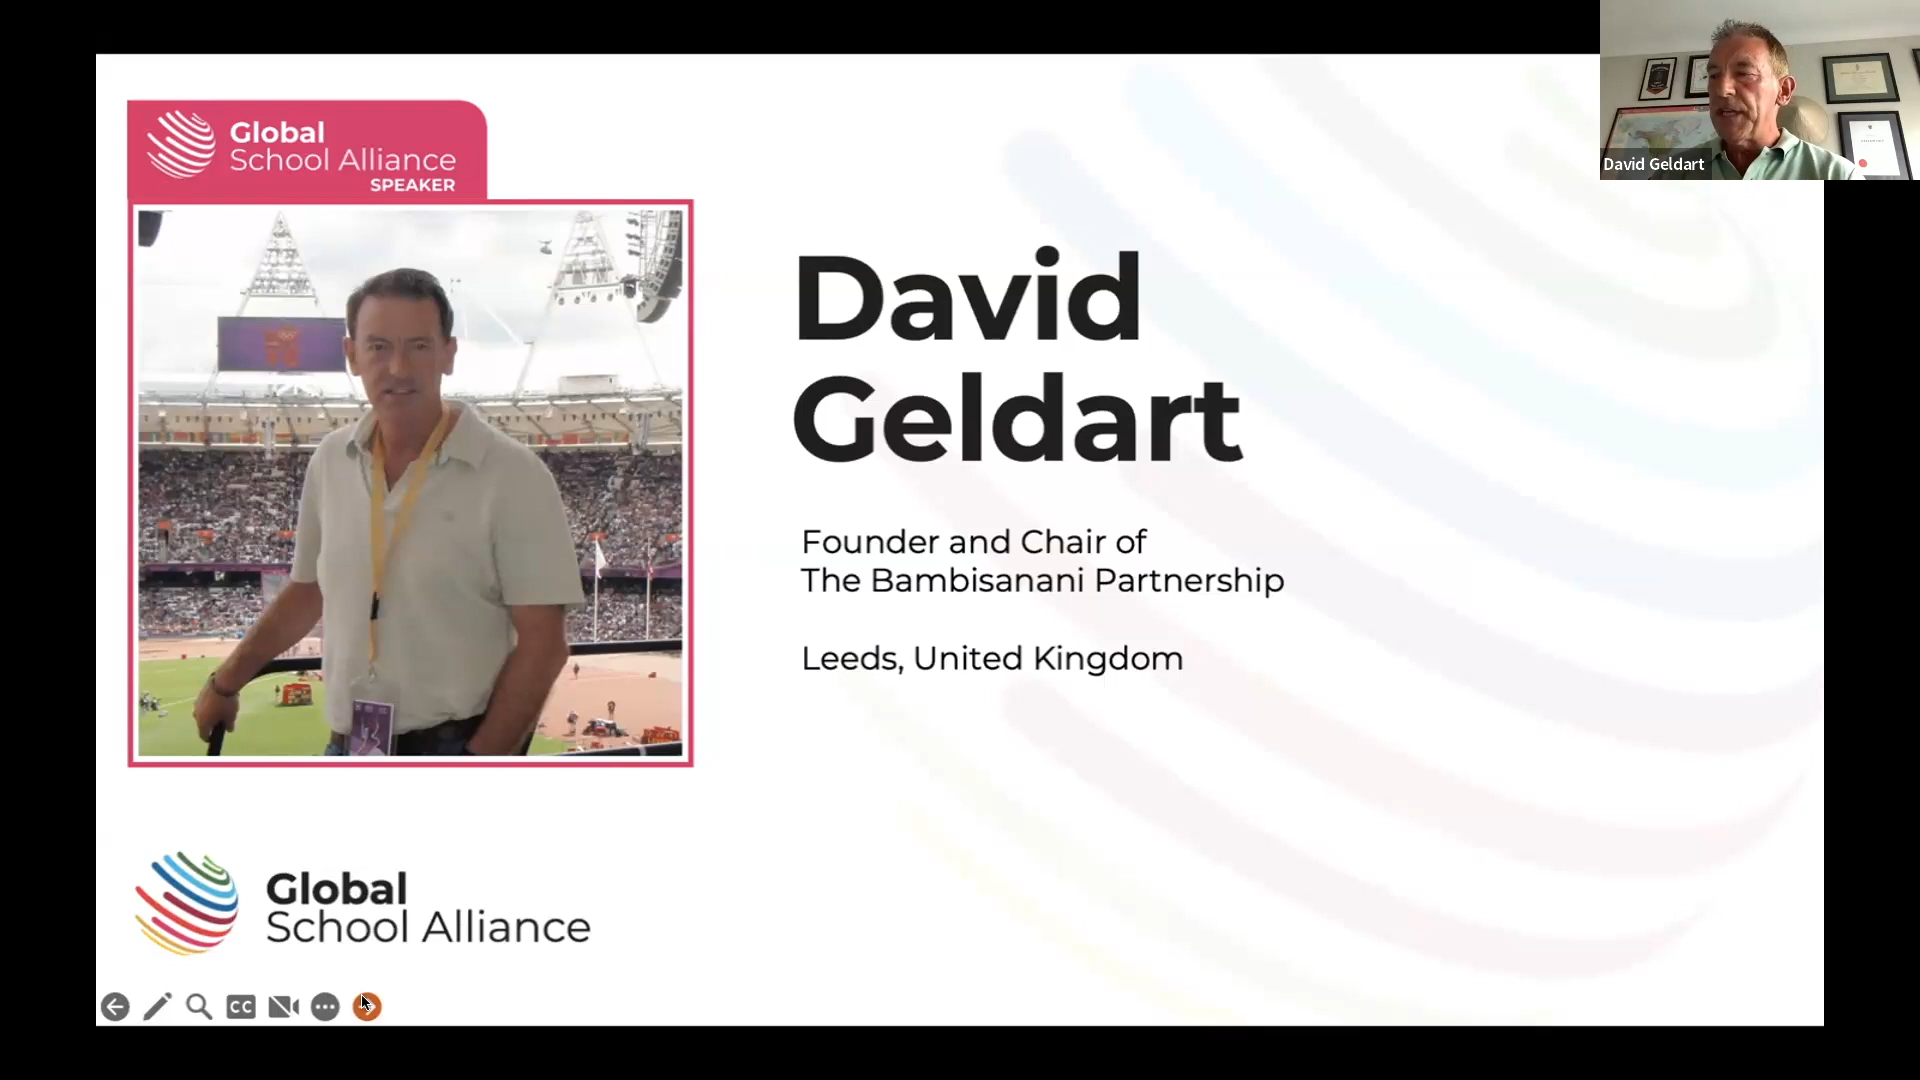 Global
School Alliance
SPEAKER
David
Geldart
Founder and Chair of
The Bambisanani Partnership
Leeds, United Kingdom
Global
School Alliance
CC
David Geldart